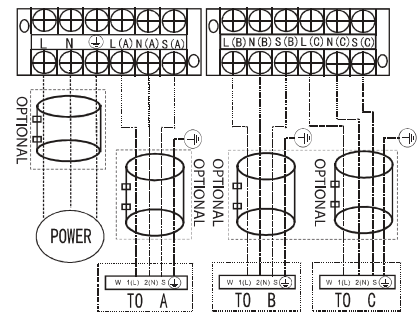 L N L(A) N(A) S(A)
L(B) N(B) S(B) L(C) N(C) S(C)
OPTIONAL
OPTIONAL
OPTIONAL
OPTIONAL
POWER
W 1(L) 2(N) S
TO A
W 1(L) 2(N) S
TO B
W 1(L) 2(N) S
TO C